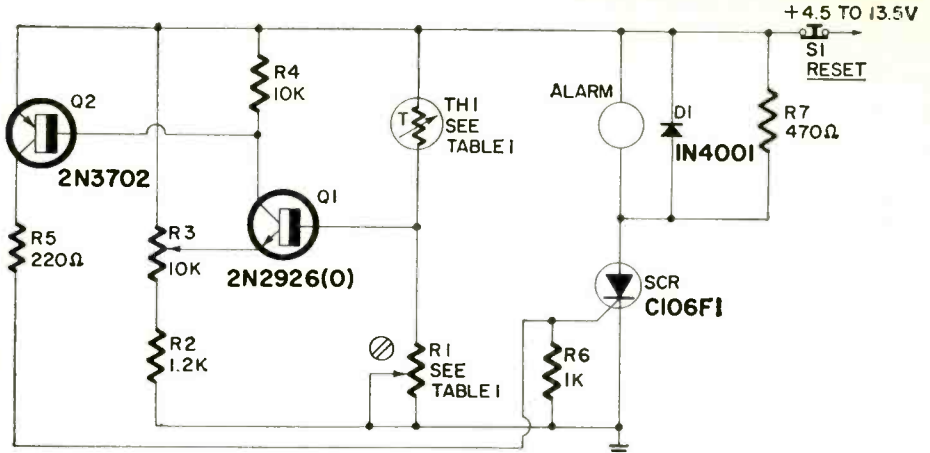 +4.5 TO 13.5V
S1
RESET
Q2
2N3702
R4
10K
TH1
SEE
TABLE 1
T
ALARM
D1
1N4001
R7
470Ω
Q1
2N2926(O)
R5
220Ω
R3
10K
SCR
C106F1
R2
1.2K
R1
SEE
TABLE 1
R6
1K